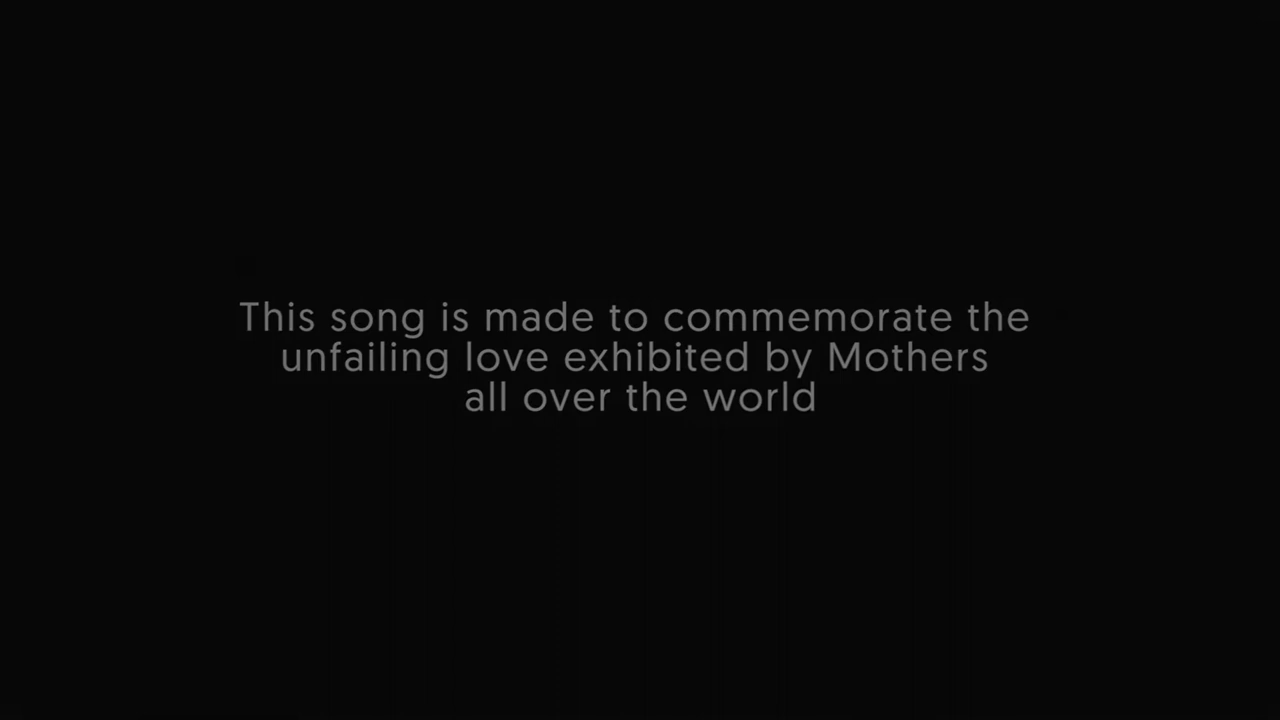 This song is made to commemorate the
unfailing love exhibited by Mothers
all over the world